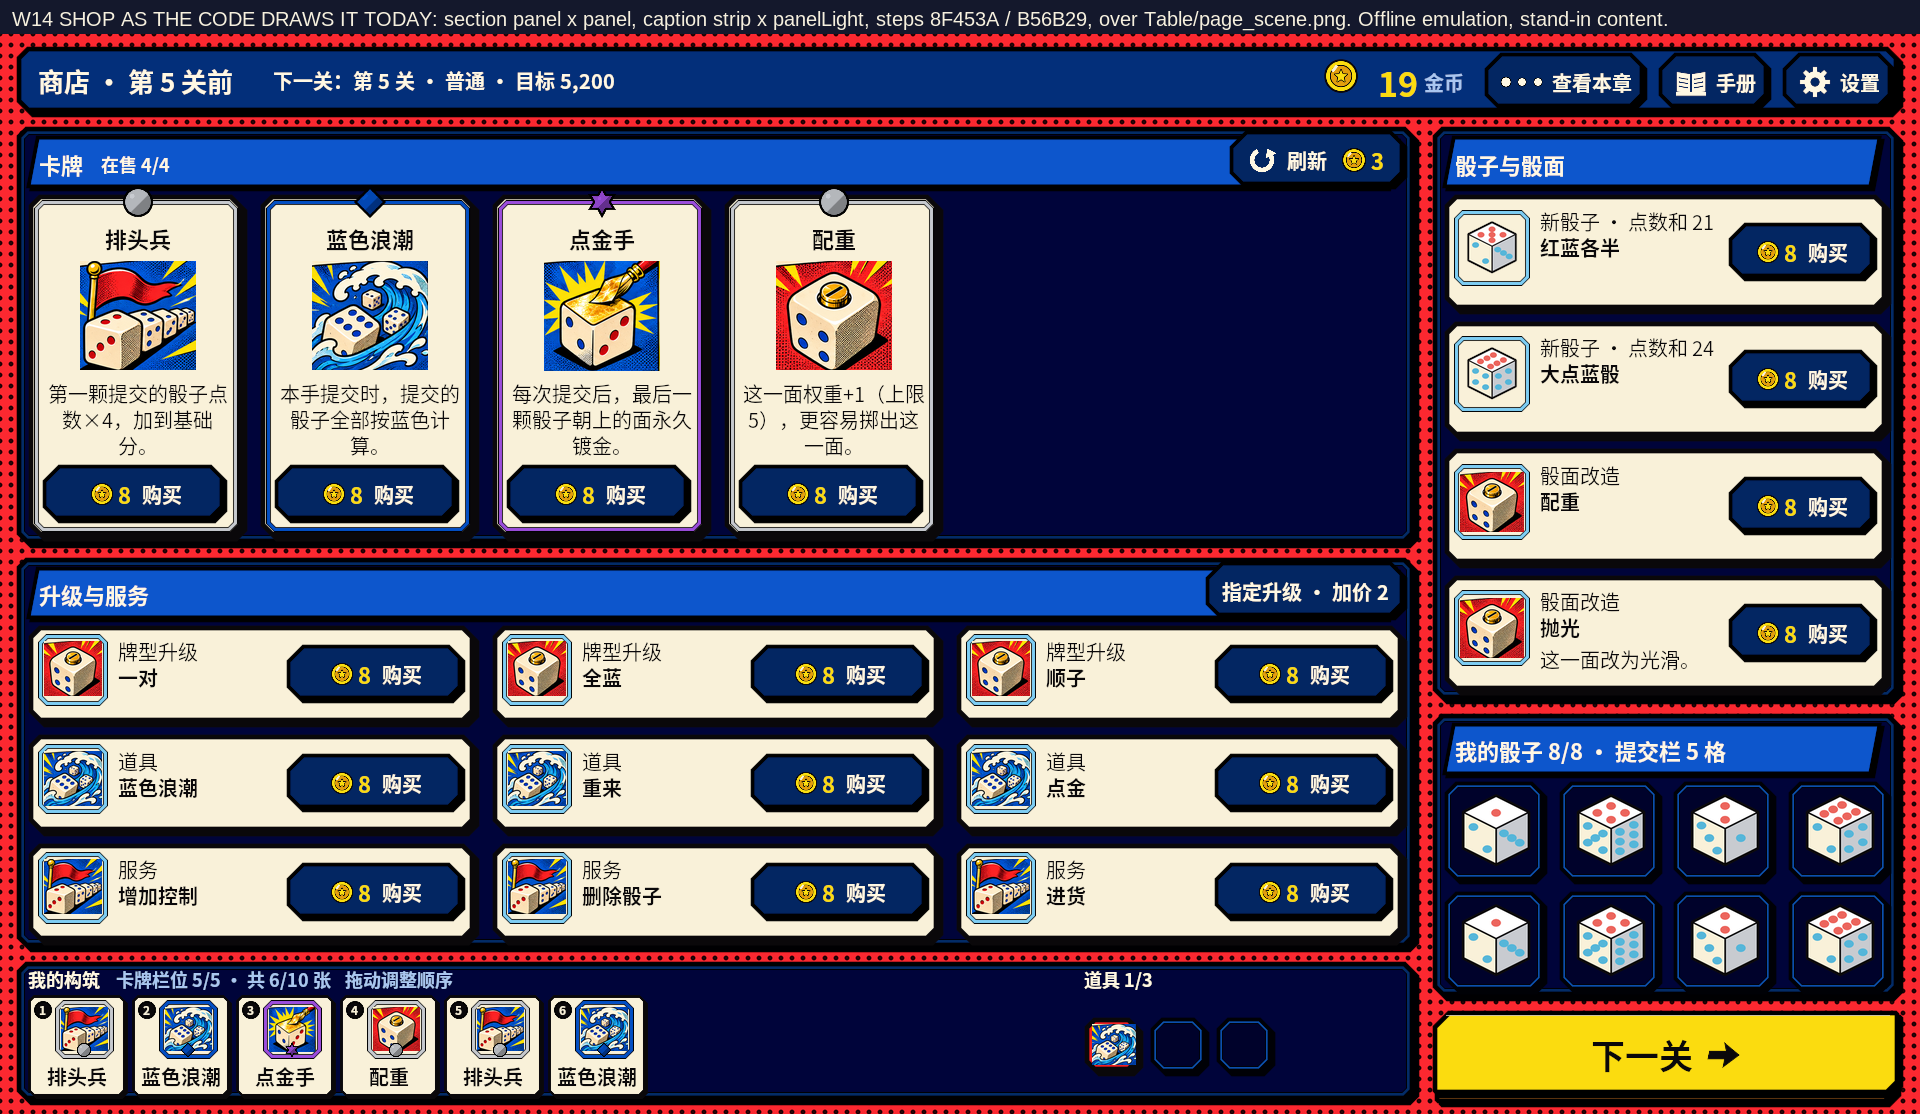 W14 SHOP AS THE CODE DRAWS IT TODAY: section panel x panel, caption strip x panelLight, steps 8F453A / B56B29, over Table/page_scene.png. Offline emulation, stand-in content.
商店 · 第 5 关前
下一关：第 5 关 · 普通 · 目标 5,200
19 金币
查看本章
手册
设置
卡牌 在售 4/4
刷新 3
排头兵
第一颗提交的骰子点
数×4，加到基础
分。
8 购买
蓝色浪潮
本手提交时，提交的
骰子全部按蓝色计
算。
8 购买
点金手
每次提交后，最后一
颗骰子朝上的面永久
镀金。
8 购买
配重
这一面权重+1（上限
5），更容易掷出这
一面。
8 购买
骰子与骰面
新骰子 · 点数和 21
红蓝各半
8 购买
新骰子 · 点数和 24
大点蓝骰
8 购买
骰面改造
配重
8 购买
骰面改造
抛光
这一面改为光滑。
8 购买
升级与服务
指定升级 · 加价 2
牌型升级
一对
8 购买
牌型升级
全蓝
8 购买
牌型升级
顺子
8 购买
道具
蓝色浪潮
8 购买
道具
重来
8 购买
道具
点金
8 购买
服务
增加控制
8 购买
服务
删除骰子
8 购买
服务
进货
8 购买
我的骰子 8/8 · 提交栏 5 格
我的构筑 卡牌栏位 5/5 · 共 6/10 张 拖动调整顺序
道具 1/3
1
排头兵
2
蓝色浪潮
3
点金手
4
配重
5
排头兵
6
蓝色浪潮
下一关